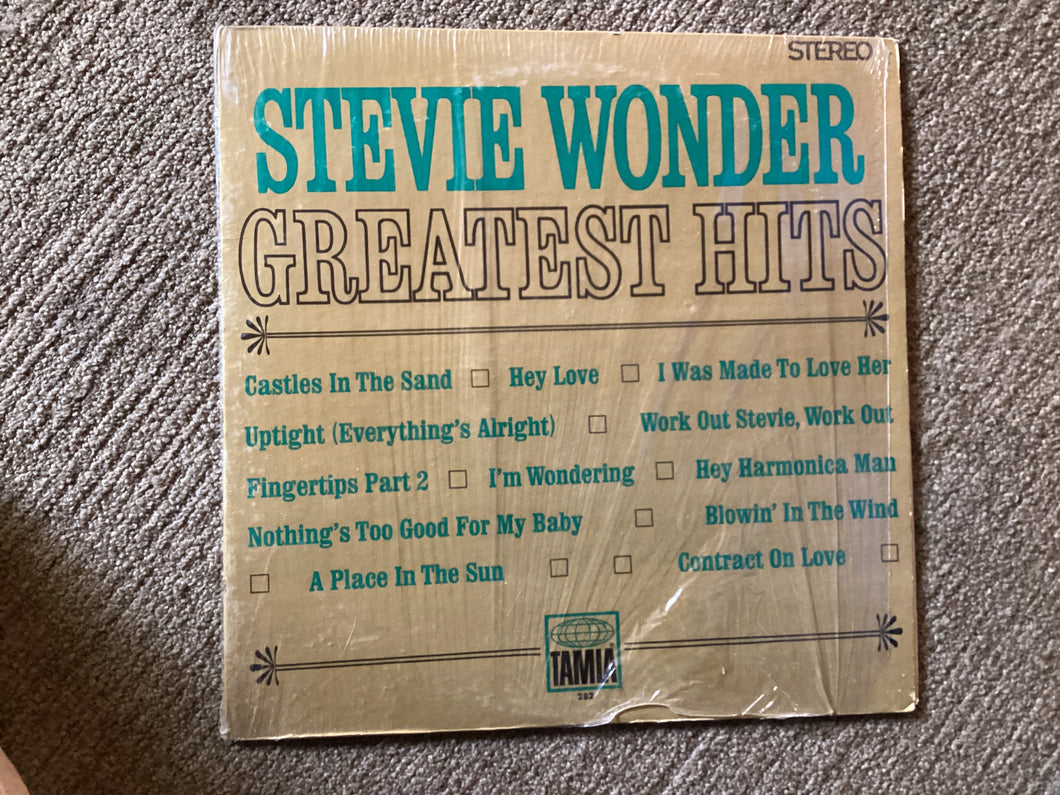 STEREO
STEVIE WONDER
GREATEST HITS
Castles In The Sand □ Hey Love □ I Was Made To Love Her
Uptight (Everything's Alright) □ Work Out Stevie, Work Out
Fingertips Part 2 □ I'm Wondering □ Hey Harmonica Man
Nothing's Too Good For My Baby □ Blowin' In The Wind
□ A Place In The Sun □ □ Contract On Love □
TAMLA
282